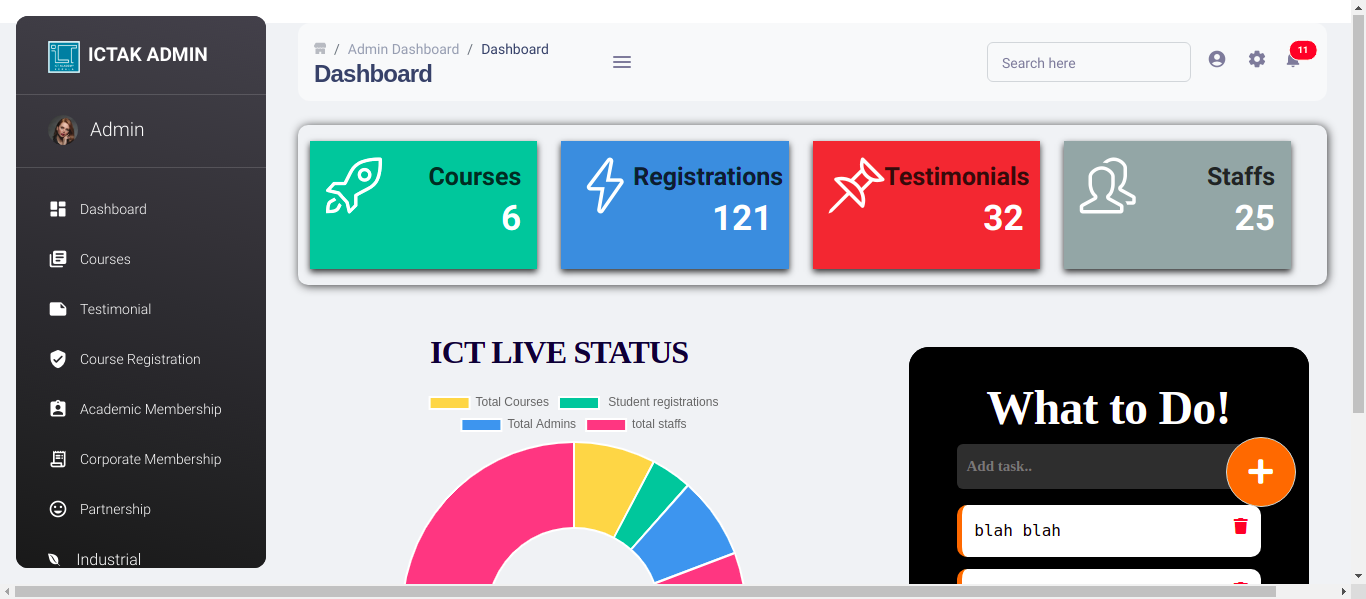 ICTAK ADMIN
Admin
Dashboard
Courses
Testimonial
Course Registration
Academic Membership
Corporate Membership
Partnership
Industrial
/ Admin Dashboard / Dashboard
Dashboard
Search here
11
Courses
6
Registrations
121
Testimonials
32
Staffs
25
ICT LIVE STATUS
Total Courses Student registrations
Total Admins total staffs
What to Do!
Add task..
blah blah